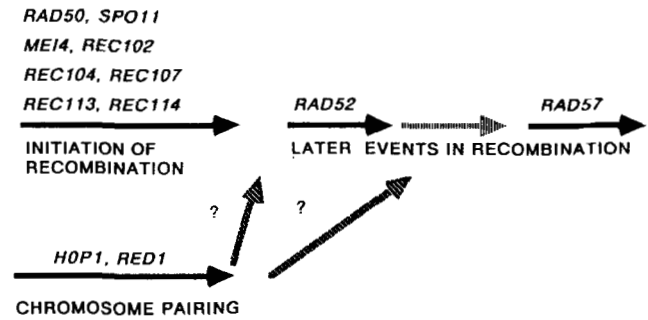 RAD50, SPO11
MEI4, REC102
REC104, REC107
REC113, REC114
INITIATION OF
RECOMBINATION
RAD52
RAD57
LATER EVENTS IN RECOMBINATION
?
?
HOP1, RED1
CHROMOSOME PAIRING